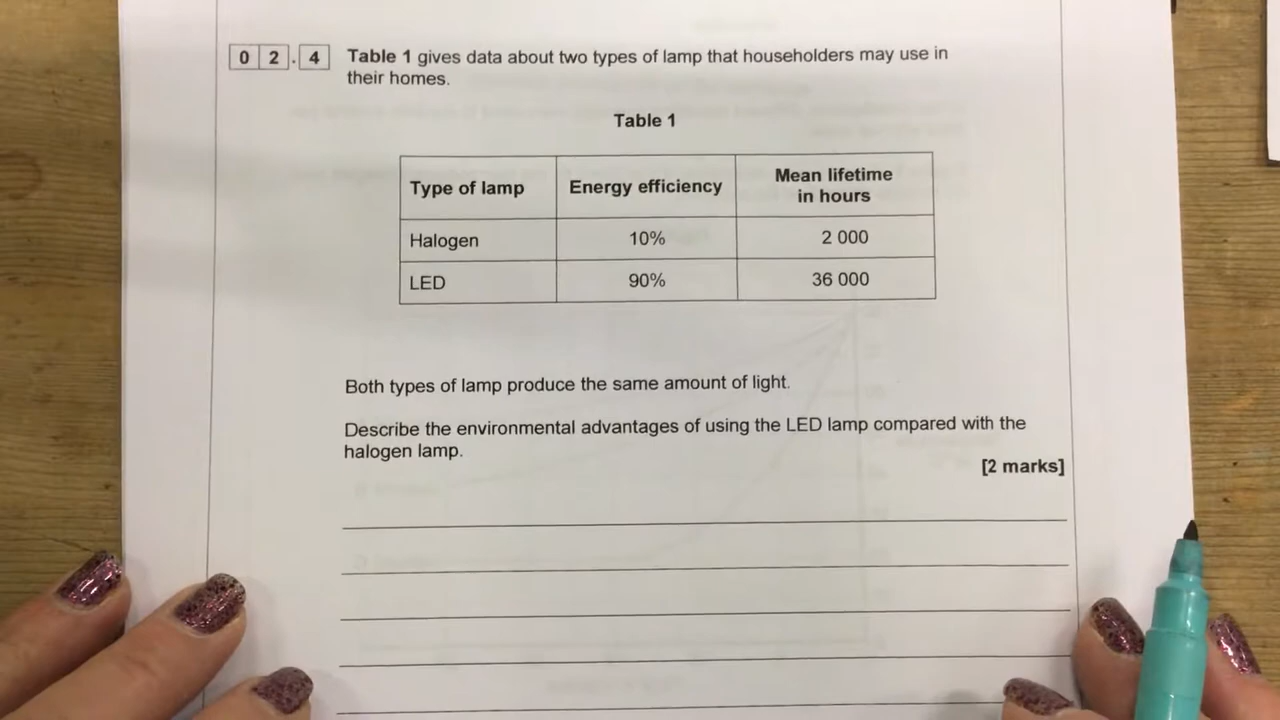 02.4 Table 1 gives data about two types of lamp that householders may use in
their homes.
Table 1
Type of lamp Energy efficiency Mean lifetime in hours
Halogen 10% 2 000
LED 90% 36 000
Both types of lamp produce the same amount of light.
Describe the environmental advantages of using the LED lamp compared with the
halogen lamp.
[2 marks]